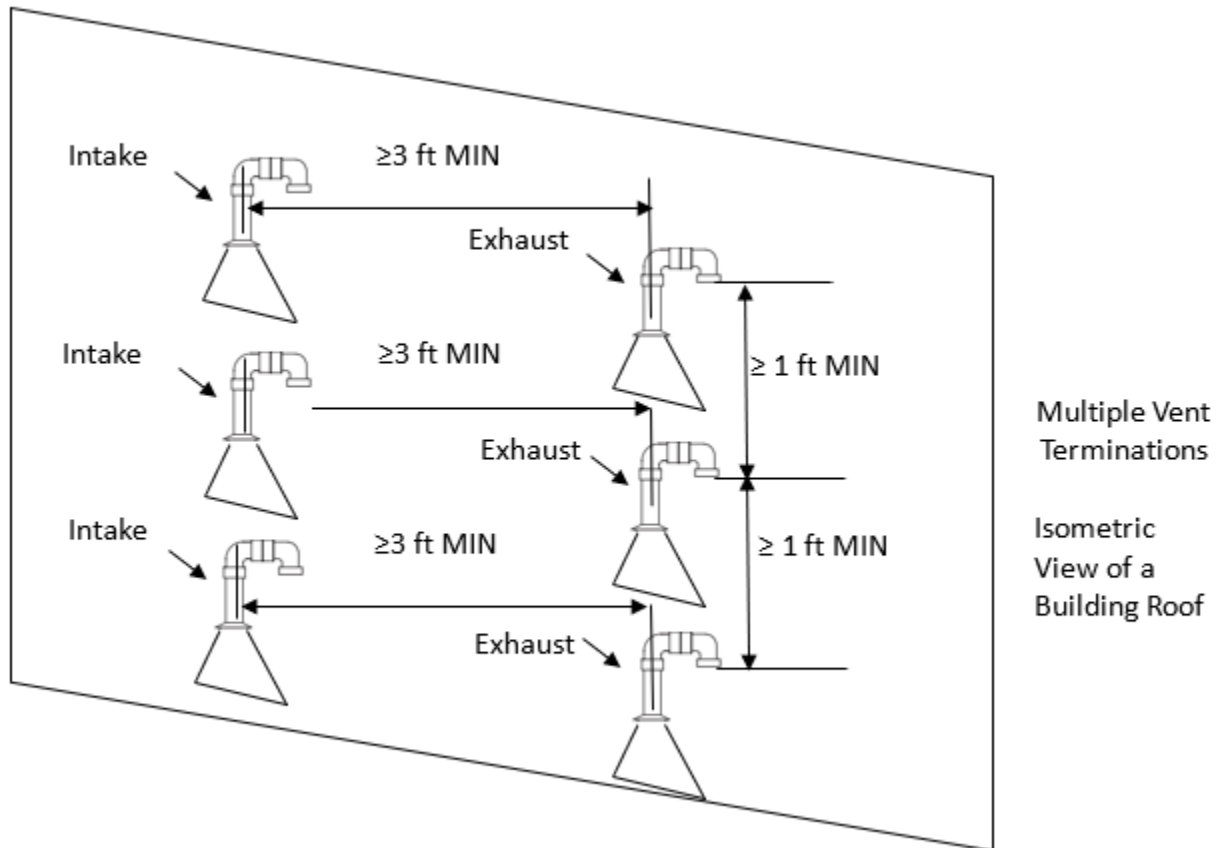 Intake
≥3 ft MIN
Exhaust
Intake
≥3 ft MIN
≥ 1 ft MIN
Exhaust
Intake
≥3 ft MIN
≥ 1 ft MIN
Exhaust
Multiple Vent
Terminations
Isometric
View of a
Building Roof